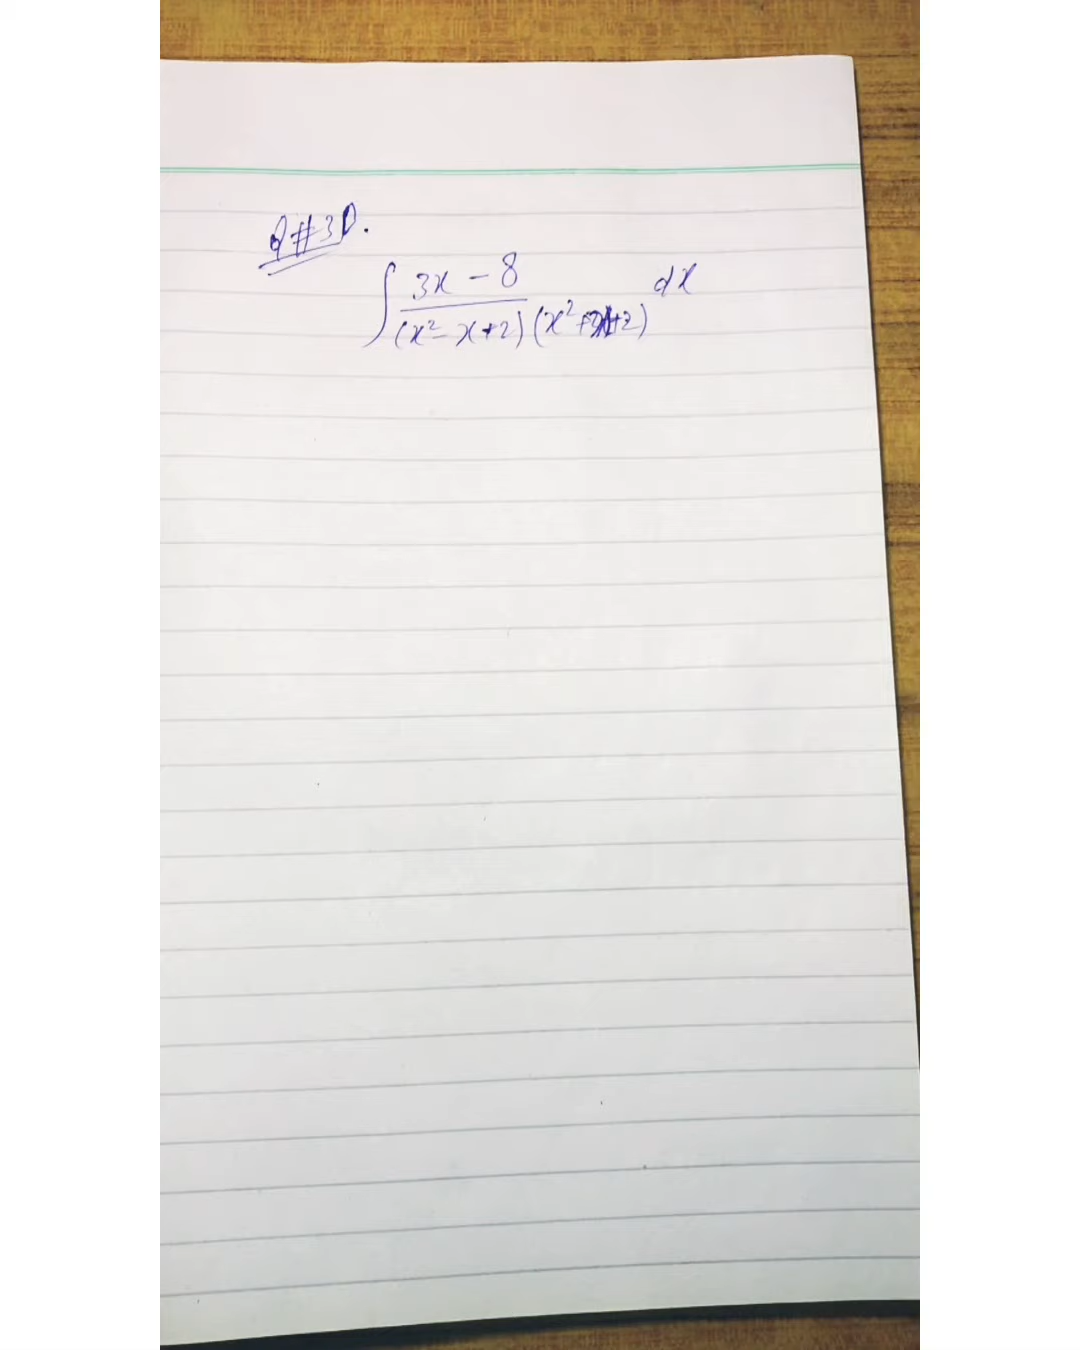 Q#30.
∫ 3x - 8 / (x² - x + 2) (x² + x + 2) dx